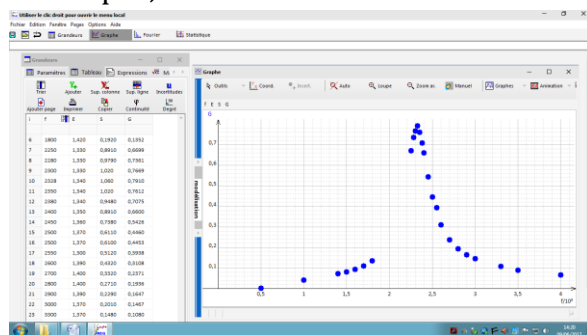 Utiliser le clic droit pour ouvrir le menu local
Fichier Edition Fenêtre Pages Options Aide
Grandeurs Graphe Fourier Statistique
Grandeurs
Paramètres Tableau Expressions
Trier Ajouter Sup. colonne Sup. ligne Incertitudes
Ajouter page Imprimer Copier Continuité Degré
i f E S G
6 1800 1,420 0,1920 0,1352
7 2250 1,330 0,8910 0,6699
8 2280 1,330 0,9790 0,7361
9 2300 1,330 1,020 0,7669
10 2328 1,340 1,060 0,7910
11 2350 1,340 1,020 0,7612
12 2380 1,340 0,9480 0,7075
13 2400 1,350 0,8910 0,6600
14 2450 1,360 0,7380 0,5426
15 2500 1,370 0,6110 0,4460
16 2500 1,370 0,6100 0,4453
17 2550 1,300 0,5120 0,3938
18 2600 1,390 0,4320 0,3108
19 2700 1,400 0,3320 0,2371
20 2800 1,400 0,2710 0,1936
21 2900 1,390 0,2290 0,1647
22 3000 1,370 0,2010 0,1467
23 3300 1,370 0,1480 0,1080
modélisation
Graphe
Outils Coord. Auto Loupe Zoom av. Manuel Graphes Animation
f E S G
G
0,7
0,6
0,5
0,4
0,3
0,2
0,1
0,5 1 1,5 2 2,5 3 3,5 4
f/10³
14:35